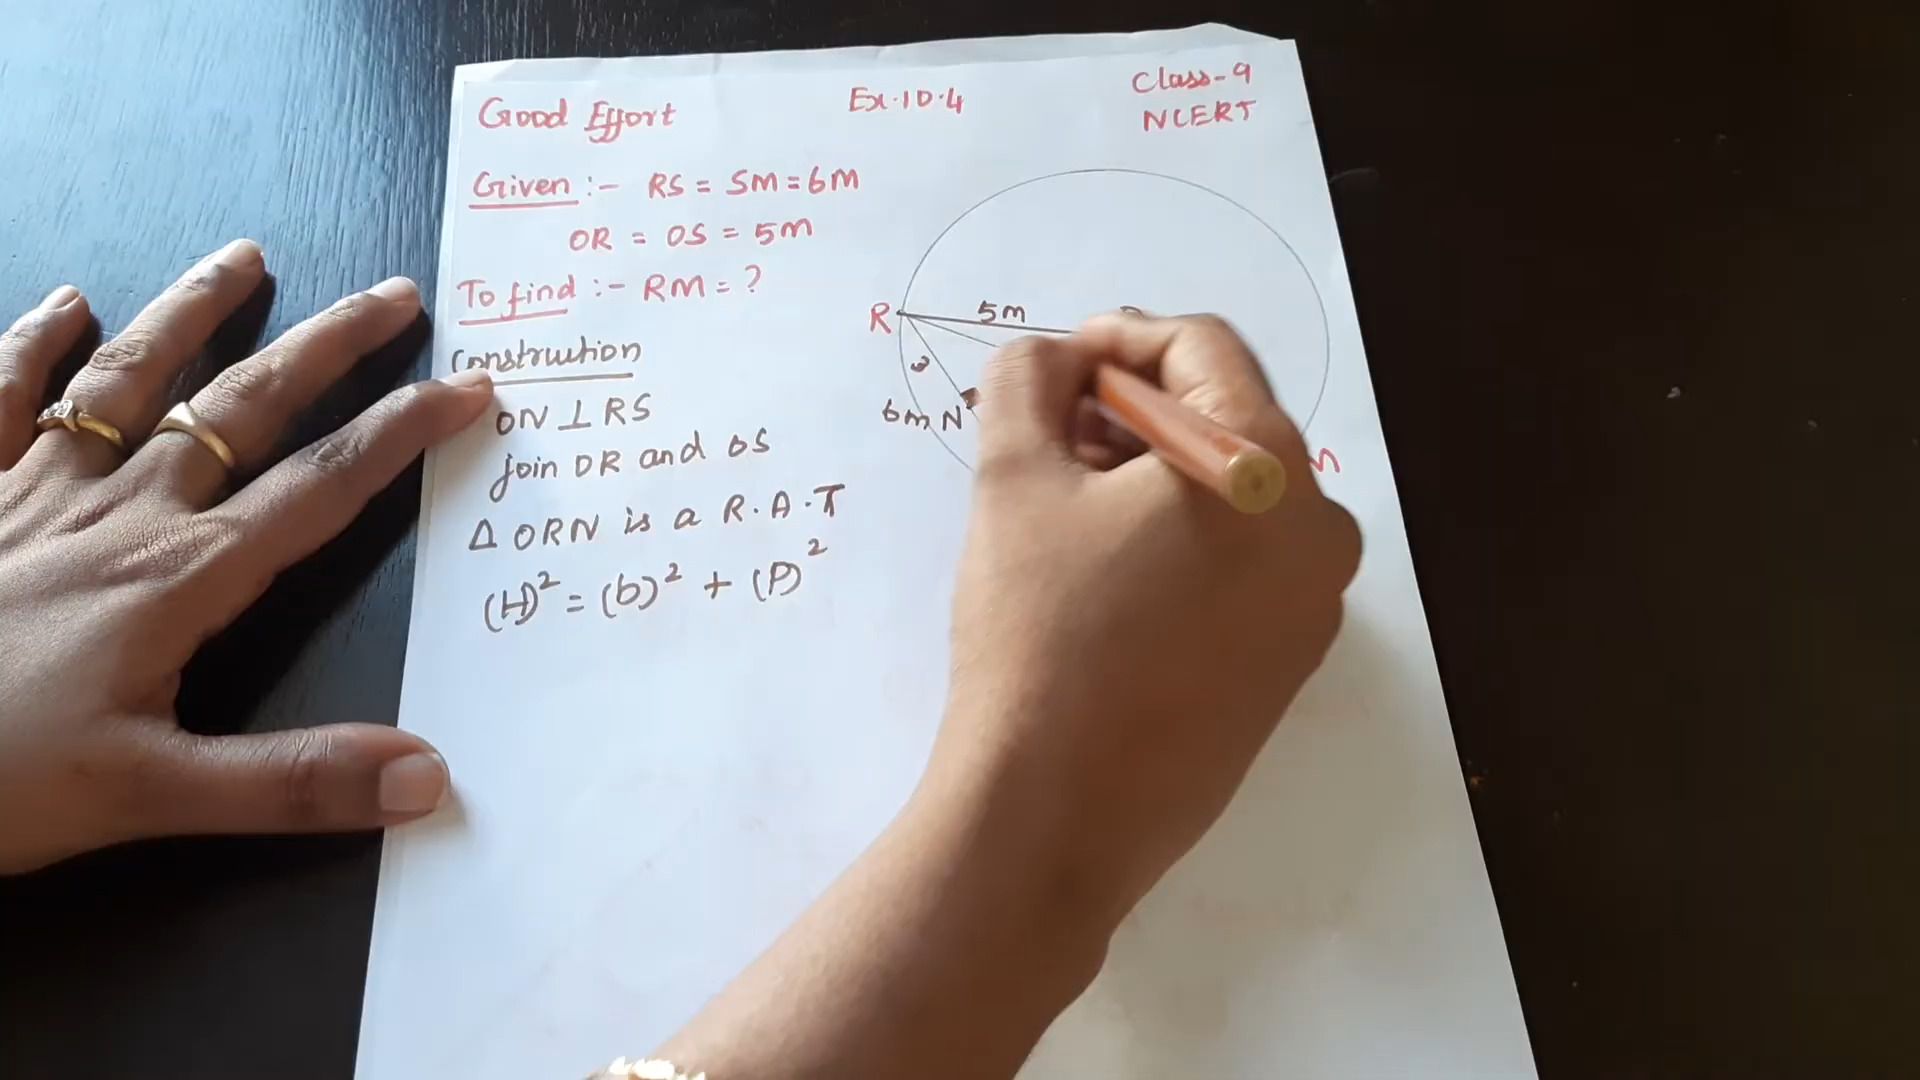 Good Effort
Ex.10.4
Class-9
NCERT
Given :- RS = SM = 6M
OR = OS = 5M
To find :- RM = ?
Construction
ON ⊥ RS
join OR and OS
Δ ORN is a R.A.T
(H)² = (b)² + (P)²
R
5m
3
6m N